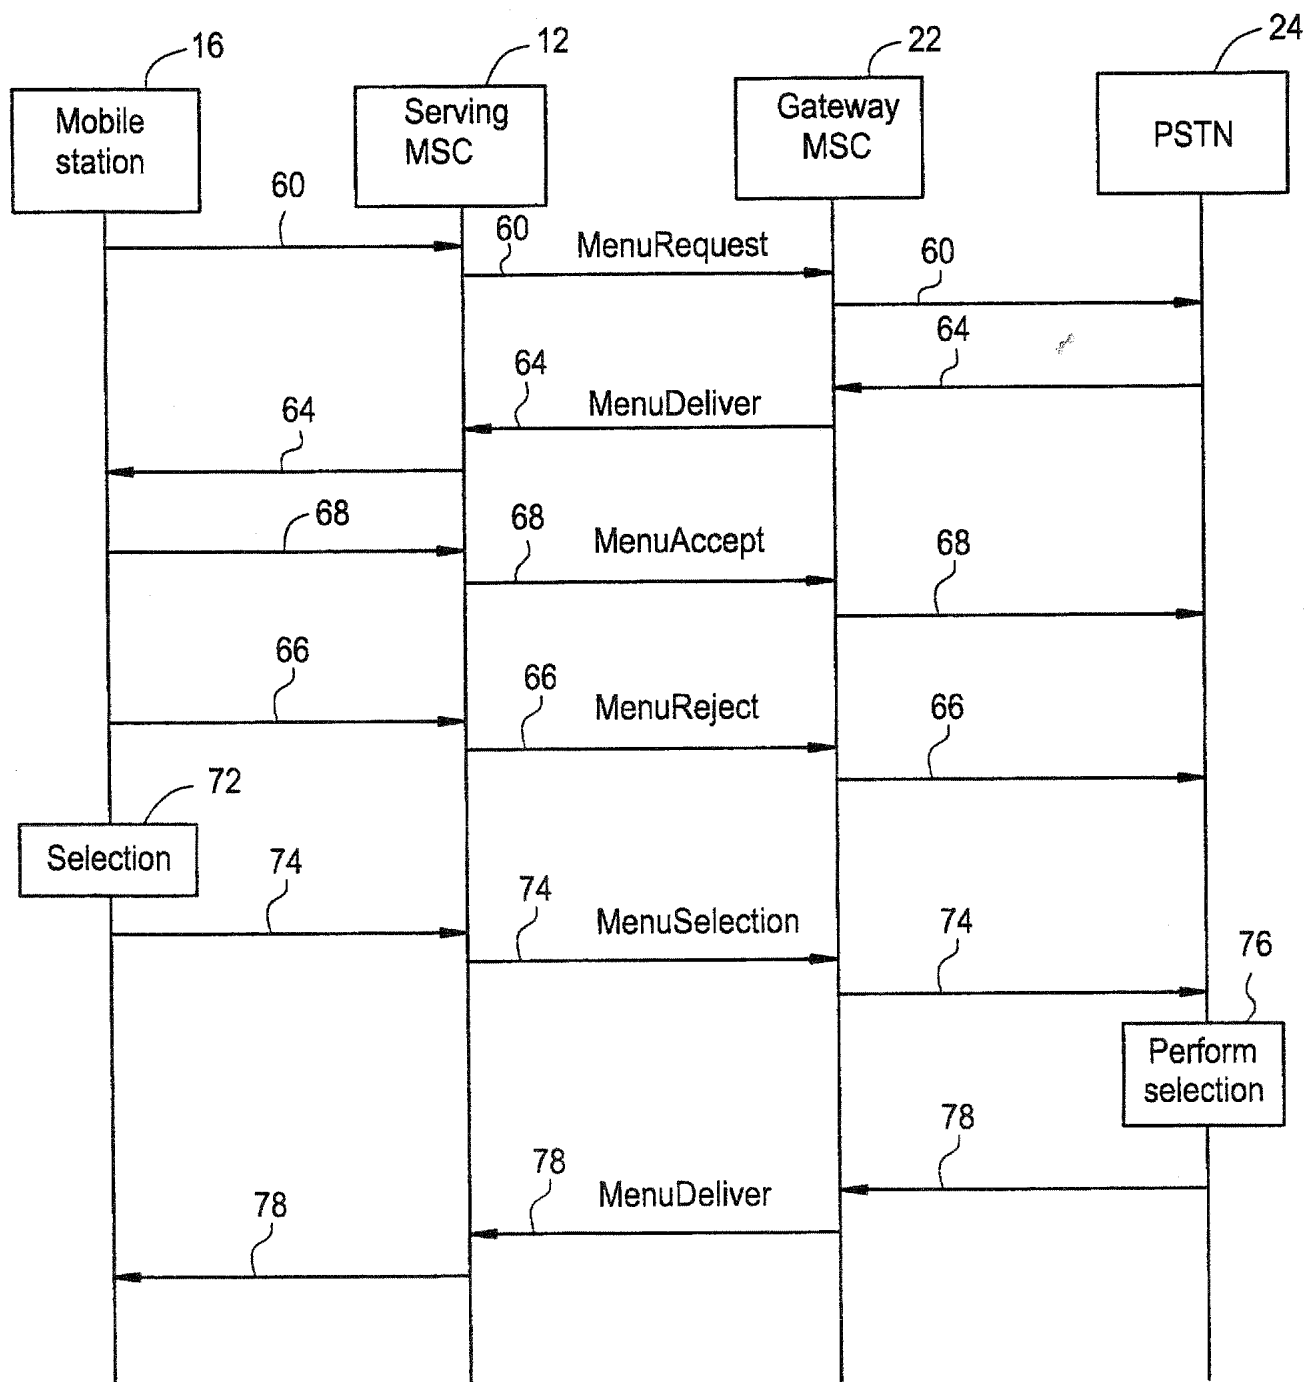 16
12
22
24
Mobile
station
Serving
MSC
Gateway
MSC
PSTN
60
60
MenuRequest
60
64
64
MenuDeliver
64
68
68
MenuAccept
68
66
66
MenuReject
66
72
Selection
74
74
MenuSelection
74
76
Perform
selection
78
78
MenuDeliver
78